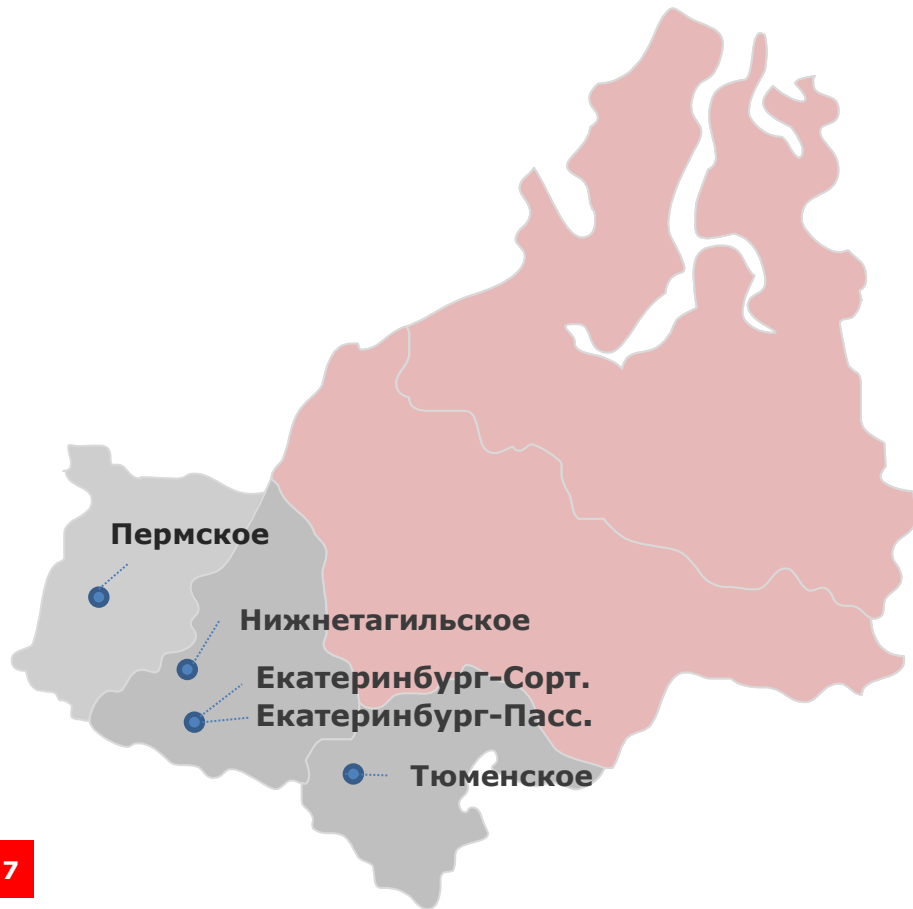 Пермское
Нижнетагильское
Екатеринбург-Сорт.
Екатеринбург-Пасс.
Тюменское
7